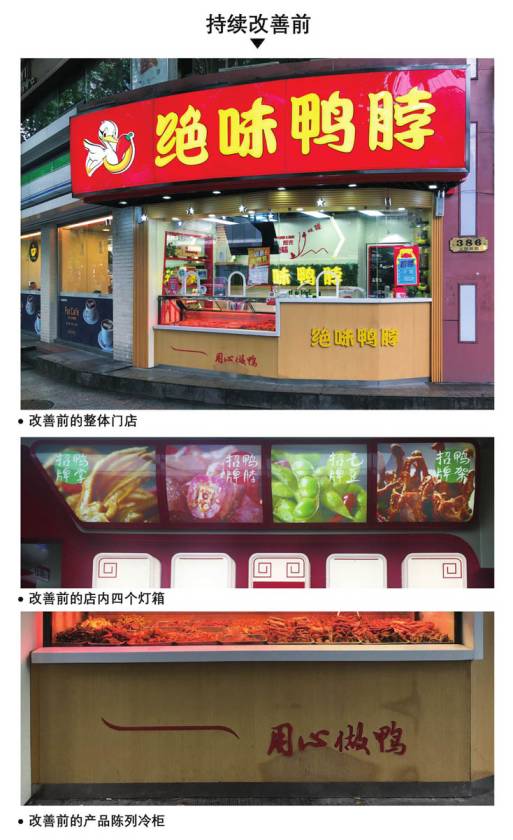 持续改善前
绝味鸭脖
386
味鸭脖
绝味鸭脖
用心做鸭
FamiCafé
• 改善前的整体门店
招牌鸭掌
招牌鸭脖
招牌毛豆
招牌鸭架
• 改善前的店内四个灯箱
用心做鸭
• 改善前的产品陈列冷柜